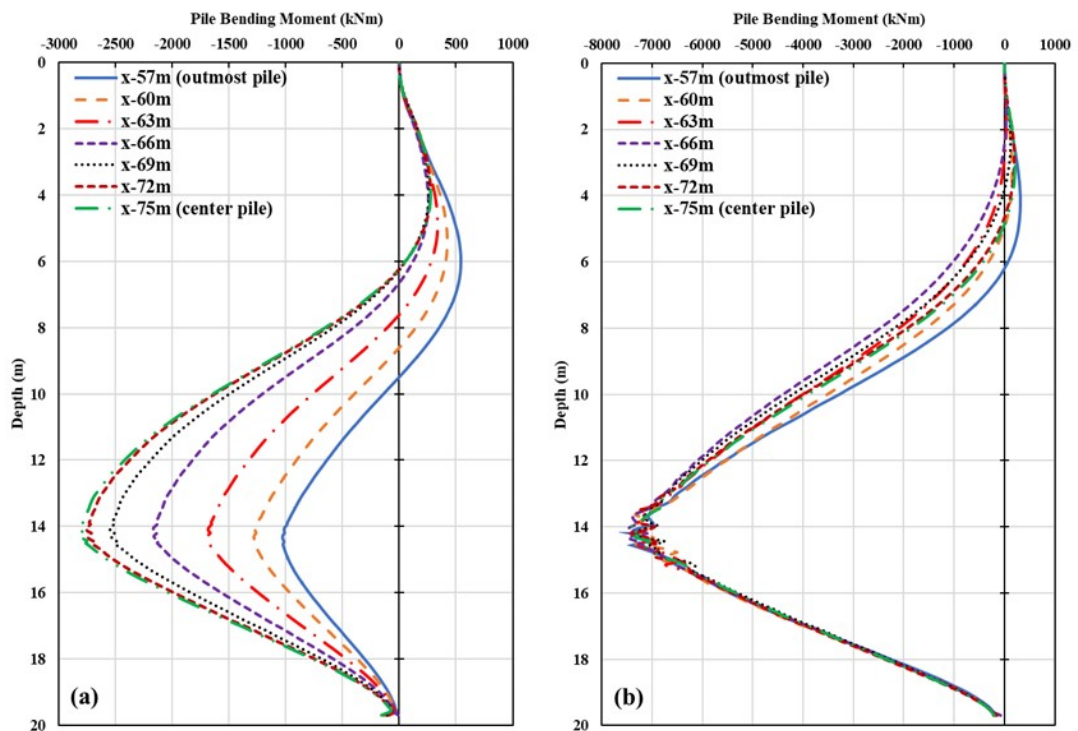 Pile Bending Moment (kNm)
-3000 -2500 -2000 -1500 -1000 -500 0 500 1000
0
2
4
6
8
10
12
14
16
18
20
Depth (m)
x-57m (outmost pile)
x-60m
x-63m
x-66m
x-69m
x-72m
x-75m (center pile)
(a)
Pile Bending Moment (kNm)
-8000 -7000 -6000 -5000 -4000 -3000 -2000 -1000 0 1000
0
2
4
6
8
10
12
14
16
18
20
Depth (m)
x-57m (outmost pile)
x-60m
x-63m
x-66m
x-69m
x-72m
x-75m (center pile)
(b)